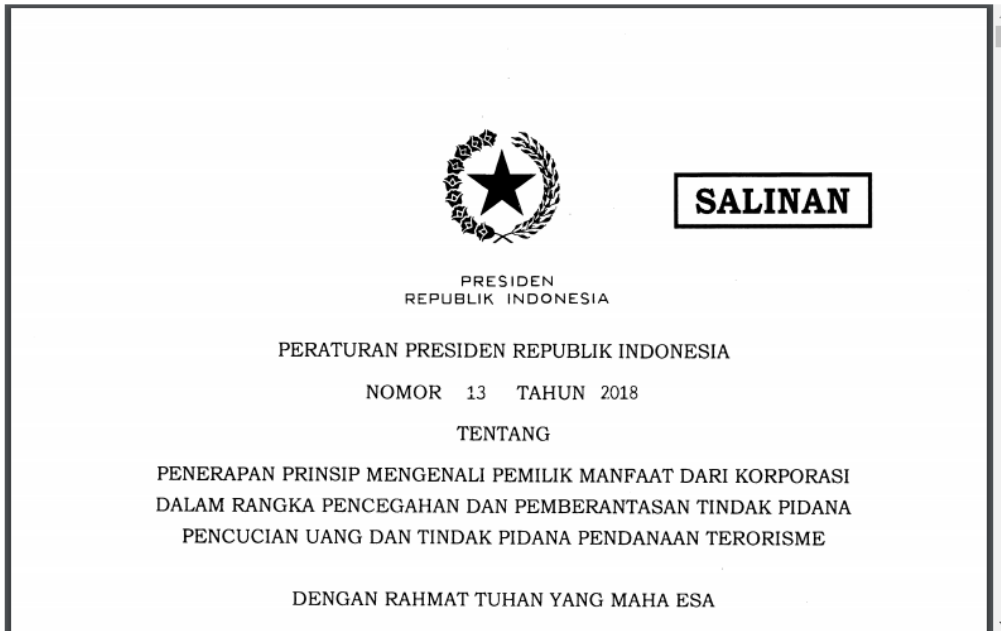 SALINAN
PRESIDEN
REPUBLIK INDONESIA
PERATURAN PRESIDEN REPUBLIK INDONESIA
NOMOR 13 TAHUN 2018
TENTANG
PENERAPAN PRINSIP MENGENALI PEMILIK MANFAAT DARI KORPORASI
DALAM RANGKA PENCEGAHAN DAN PEMBERANTASAN TINDAK PIDANA
PENCUCIAN UANG DAN TINDAK PIDANA PENDANAAN TERORISME
DENGAN RAHMAT TUHAN YANG MAHA ESA